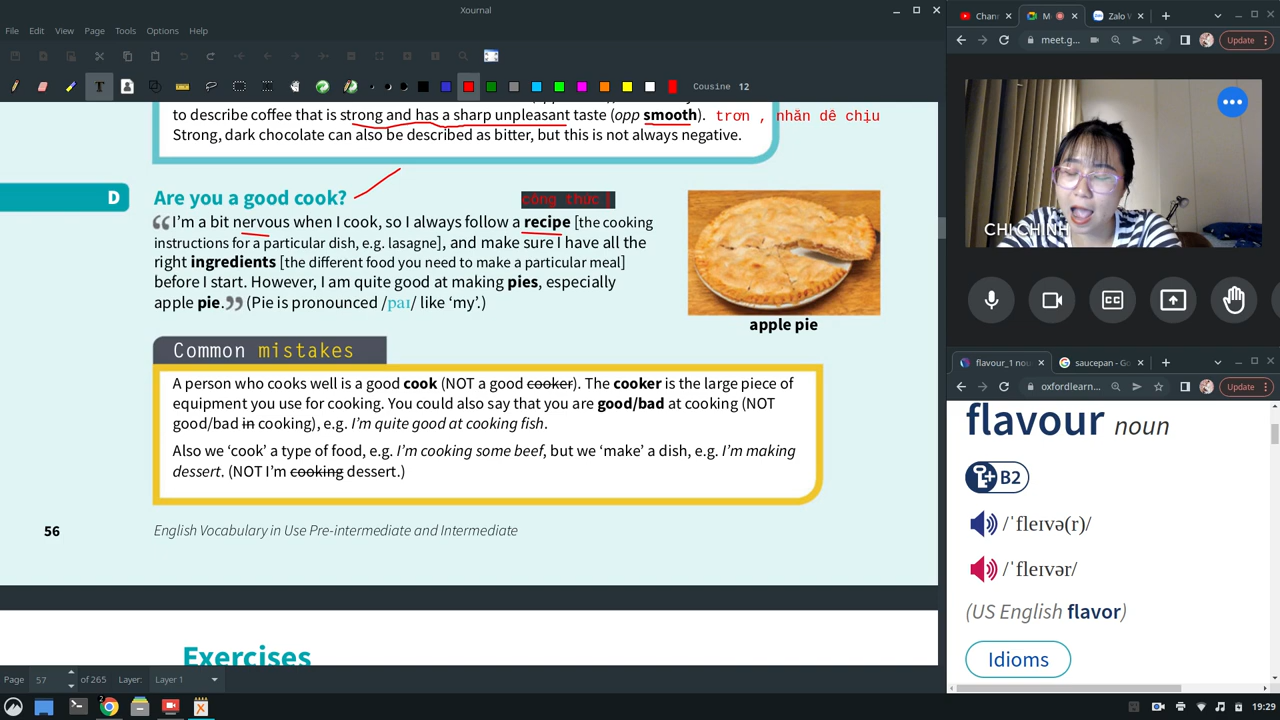 Xournal
File Edit View Page Tools Options Help
Cousine 12
to describe coffee that is strong and has a sharp unpleasant taste (opp smooth). trơn , nhãn dê chịu
Strong, dark chocolate can also be described as bitter, but this is not always negative.
D
Are you a good cook?
công thức
“I’m a bit nervous when I cook, so I always follow a recipe [the cooking
instructions for a particular dish, e.g. lasagne], and make sure I have all the
right ingredients [the different food you need to make a particular meal]
before I start. However, I am quite good at making pies, especially
apple pie.” (Pie is pronounced /paɪ/ like ‘my’.)
apple pie
Common mistakes
A person who cooks well is a good cook (NOT a good cooker). The cooker is the large piece of
equipment you use for cooking. You could also say that you are good/bad at cooking (NOT
good/bad in cooking), e.g. I’m quite good at cooking fish.
Also we ‘cook’ a type of food, e.g. I’m cooking some beef, but we ‘make’ a dish, e.g. I’m making
dessert. (NOT I’m cooking dessert.)
56
English Vocabulary in Use Pre-intermediate and Intermediate
Exercises
Page 57 of 265 Layer: Layer 1
Chann
M
Zalo W
meet.g...
Update
CHI CHINH
CC
flavour_1 nou
saucepan - Go
oxfordlearn...
Update
flavour noun
B2
/ˈfleɪvə(r)/
/ˈfleɪvər/
(US English flavor)
Idioms
2
19:29